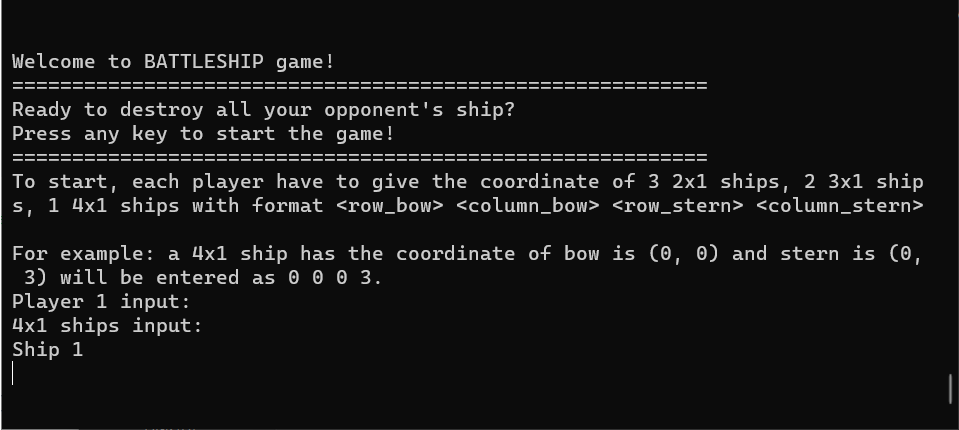 Welcome to BATTLESHIP game!
==========================================================
Ready to destroy all your opponent's ship?
Press any key to start the game!
==========================================================
To start, each player have to give the coordinate of 3 2x1 ships, 2 3x1 ship
s, 1 4x1 ships with format <row_bow> <column_bow> <row_stern> <column_stern>
For example: a 4x1 ship has the coordinate of bow is (0, 0) and stern is (0,
 3) will be entered as 0 0 0 3.
Player 1 input:
4x1 ships input:
Ship 1